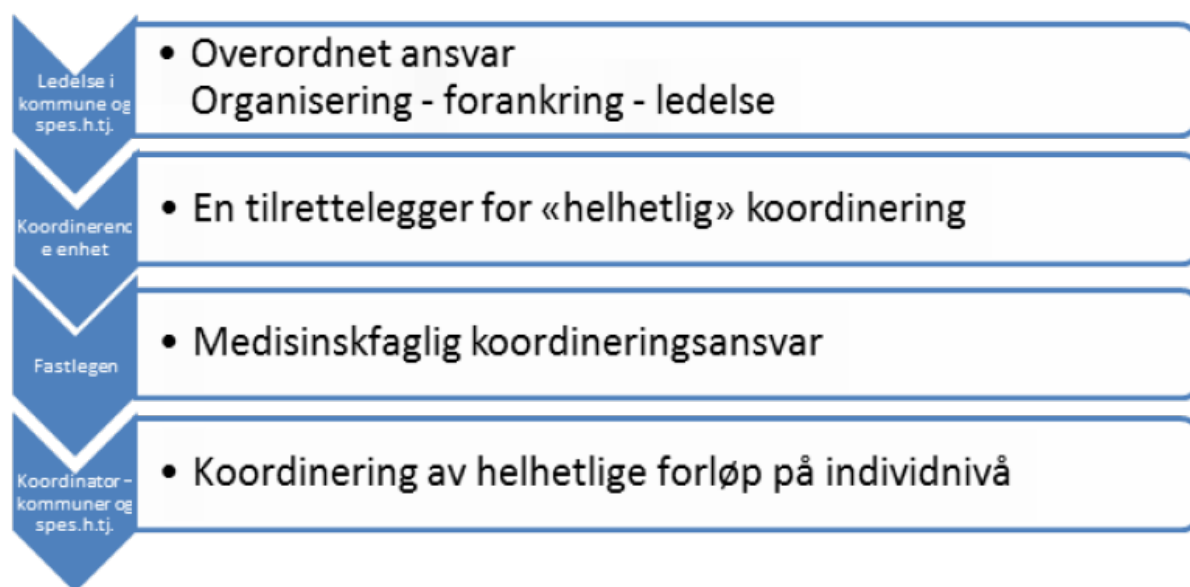 Ledelse i
kommune og
spes.h.tj.
• Overordnet ansvar
Organisering - forankring - ledelse
Koordinerend
e enhet
• En tilrettelegger for «helhetlig» koordinering
Fastlegen
• Medisinskfaglig koordineringsansvar
Koordinator –
kommuner og
spes.h.tj.
• Koordinering av helhetlige forløp på individnivå